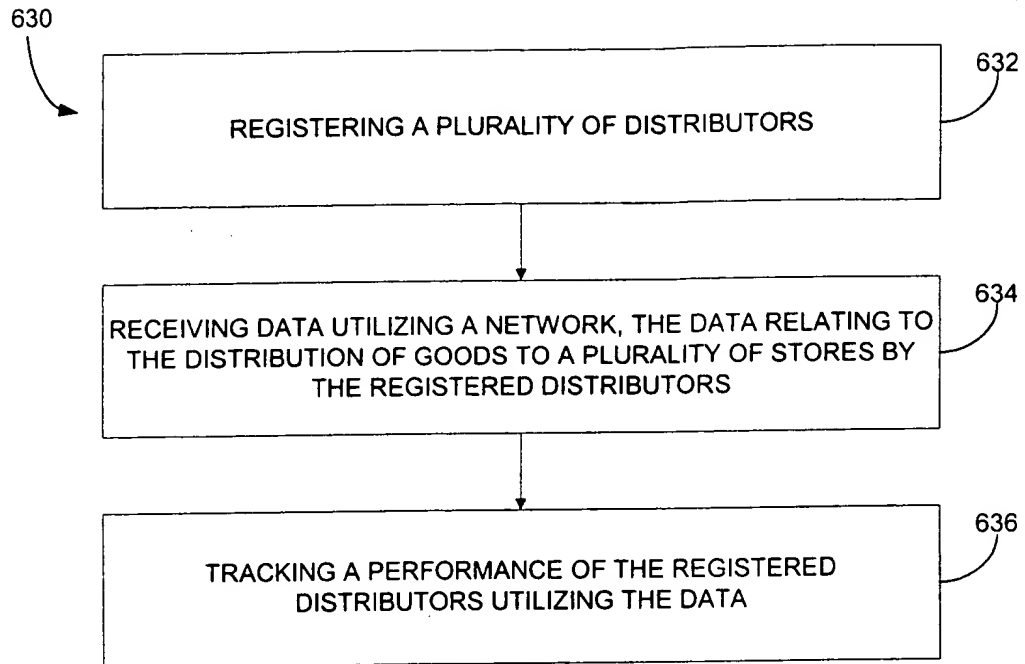 630
632
REGISTERING A PLURALITY OF DISTRIBUTORS
634
RECEIVING DATA UTILIZING A NETWORK, THE DATA RELATING TO
THE DISTRIBUTION OF GOODS TO A PLURALITY OF STORES BY
THE REGISTERED DISTRIBUTORS
636
TRACKING A PERFORMANCE OF THE REGISTERED
DISTRIBUTORS UTILIZING THE DATA